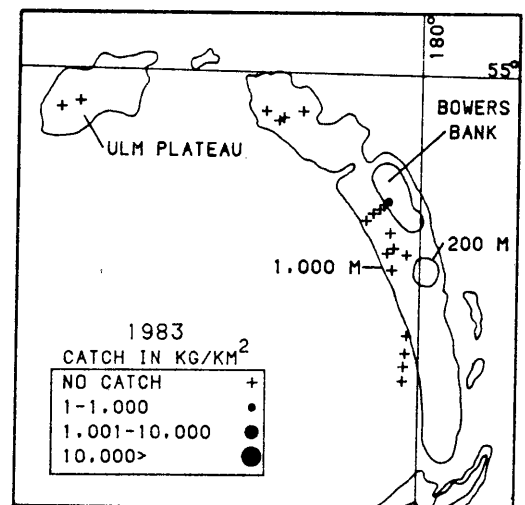 180°
55°
BOWERS
BANK
ULM PLATEAU
200 M
1.000 M
1983
CATCH IN KG/KM²
NO CATCH +
1-1.000
1.001-10.000
10.000>